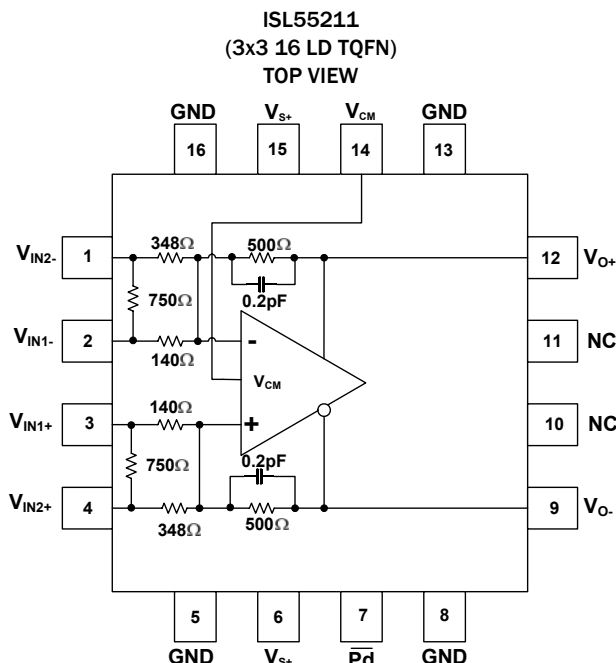 ISL55211
(3x3 16 LD TQFN)
TOP VIEW
GND VS+ VCM GND
16 15 14 13
VIN2- 1 348Ω 500Ω 12 VO+
0.2pF
750Ω
VIN1- 2 140Ω - 11 NC
VCM
VIN1+ 3 140Ω + 10 NC
750Ω 0.2pF
VIN2+ 4 348Ω 500Ω 9 VO-
5 6 7 8
GND VS+ Pd GND